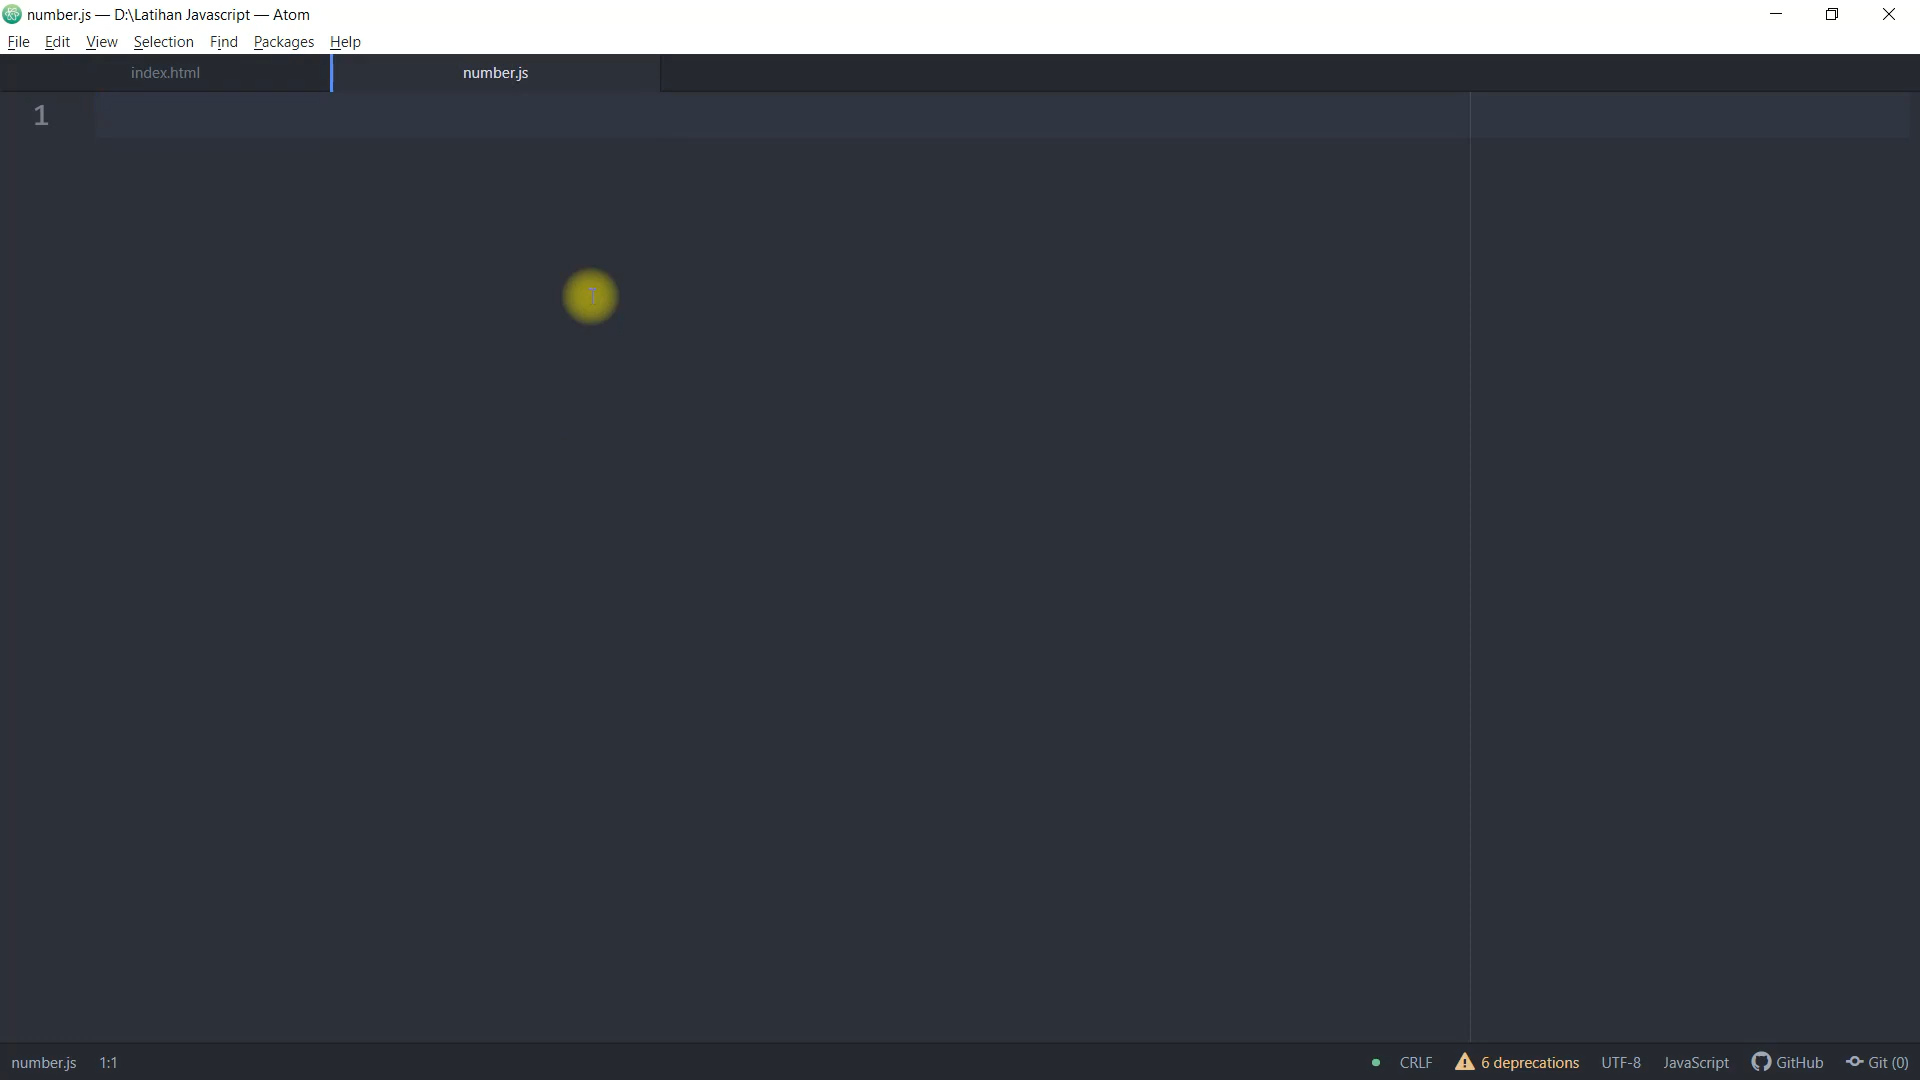 number.js — D:\Latihan Javascript — Atom
File Edit View Selection Find Packages Help
index.html number.js
1
number.js 1:1 CRLF 6 deprecations UTF-8 JavaScript GitHub Git (0)